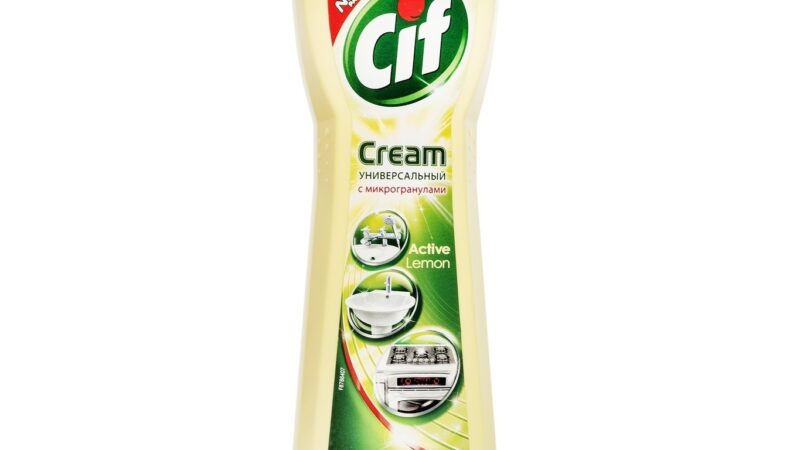 Cif
Cream
УНИВЕРСАЛЬНЫЙ
с микрогранулами
Active
Lemon